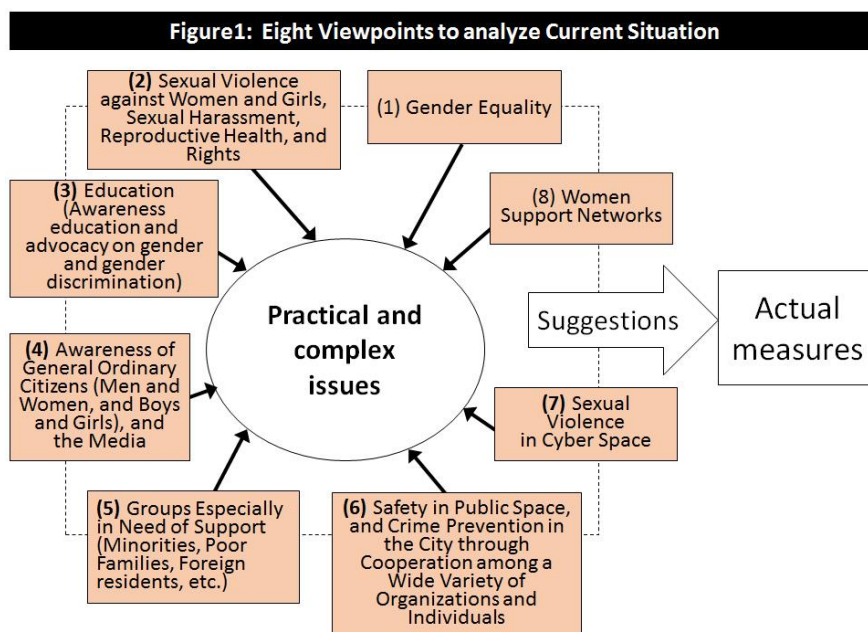 Figure1: Eight Viewpoints to analyze Current Situation
(2) Sexual Violence
against Women and Girls,
Sexual Harassment,
Reproductive Health, and
Rights
(1) Gender Equality
(3) Education
(Awareness
education and
advocacy on gender
and gender
discrimination)
(8) Women
Support Networks
Practical and
complex
issues
Suggestions
Actual
measures
(4) Awareness of
General Ordinary
Citizens (Men and
Women, and Boys
and Girls), and
the Media
(7) Sexual
Violence
in Cyber Space
(5) Groups Especially
in Need of Support
(Minorities, Poor
Families, Foreign
residents, etc.)
(6) Safety in Public Space,
and Crime Prevention in
the City through
Cooperation among a
Wide Variety of
Organizations and
Individuals